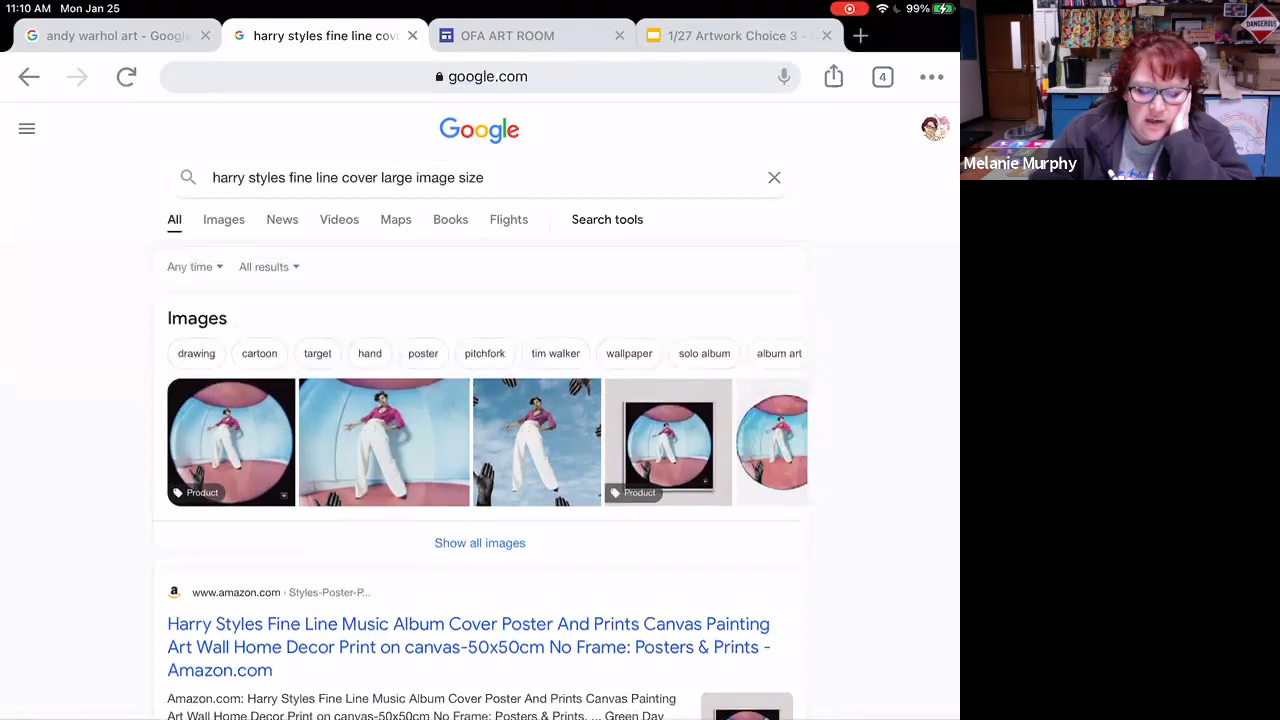 11:10 AM Mon Jan 25
99%
andy warhol art - Google
harry styles fine line cov
OFA ART ROOM
1/27 Artwork Choice 3 -
google.com
4
Google
harry styles fine line cover large image size
All Images News Videos Maps Books Flights Search tools
Any time All results
Images
drawing cartoon target hand poster pitchfork tim walker wallpaper solo album album art
Product
Product
Show all images
www.amazon.com › Styles-Poster-P...
Harry Styles Fine Line Music Album Cover Poster And Prints Canvas Painting
Art Wall Home Decor Print on canvas-50x50cm No Frame: Posters & Prints -
Amazon.com
Amazon.com: Harry Styles Fine Line Music Album Cover Poster And Prints Canvas Painting
Art Wall Home Decor Print on canvas-50x50cm No Frame: Posters & Prints. ... Green Day
DANGEROUS
Melanie Murphy